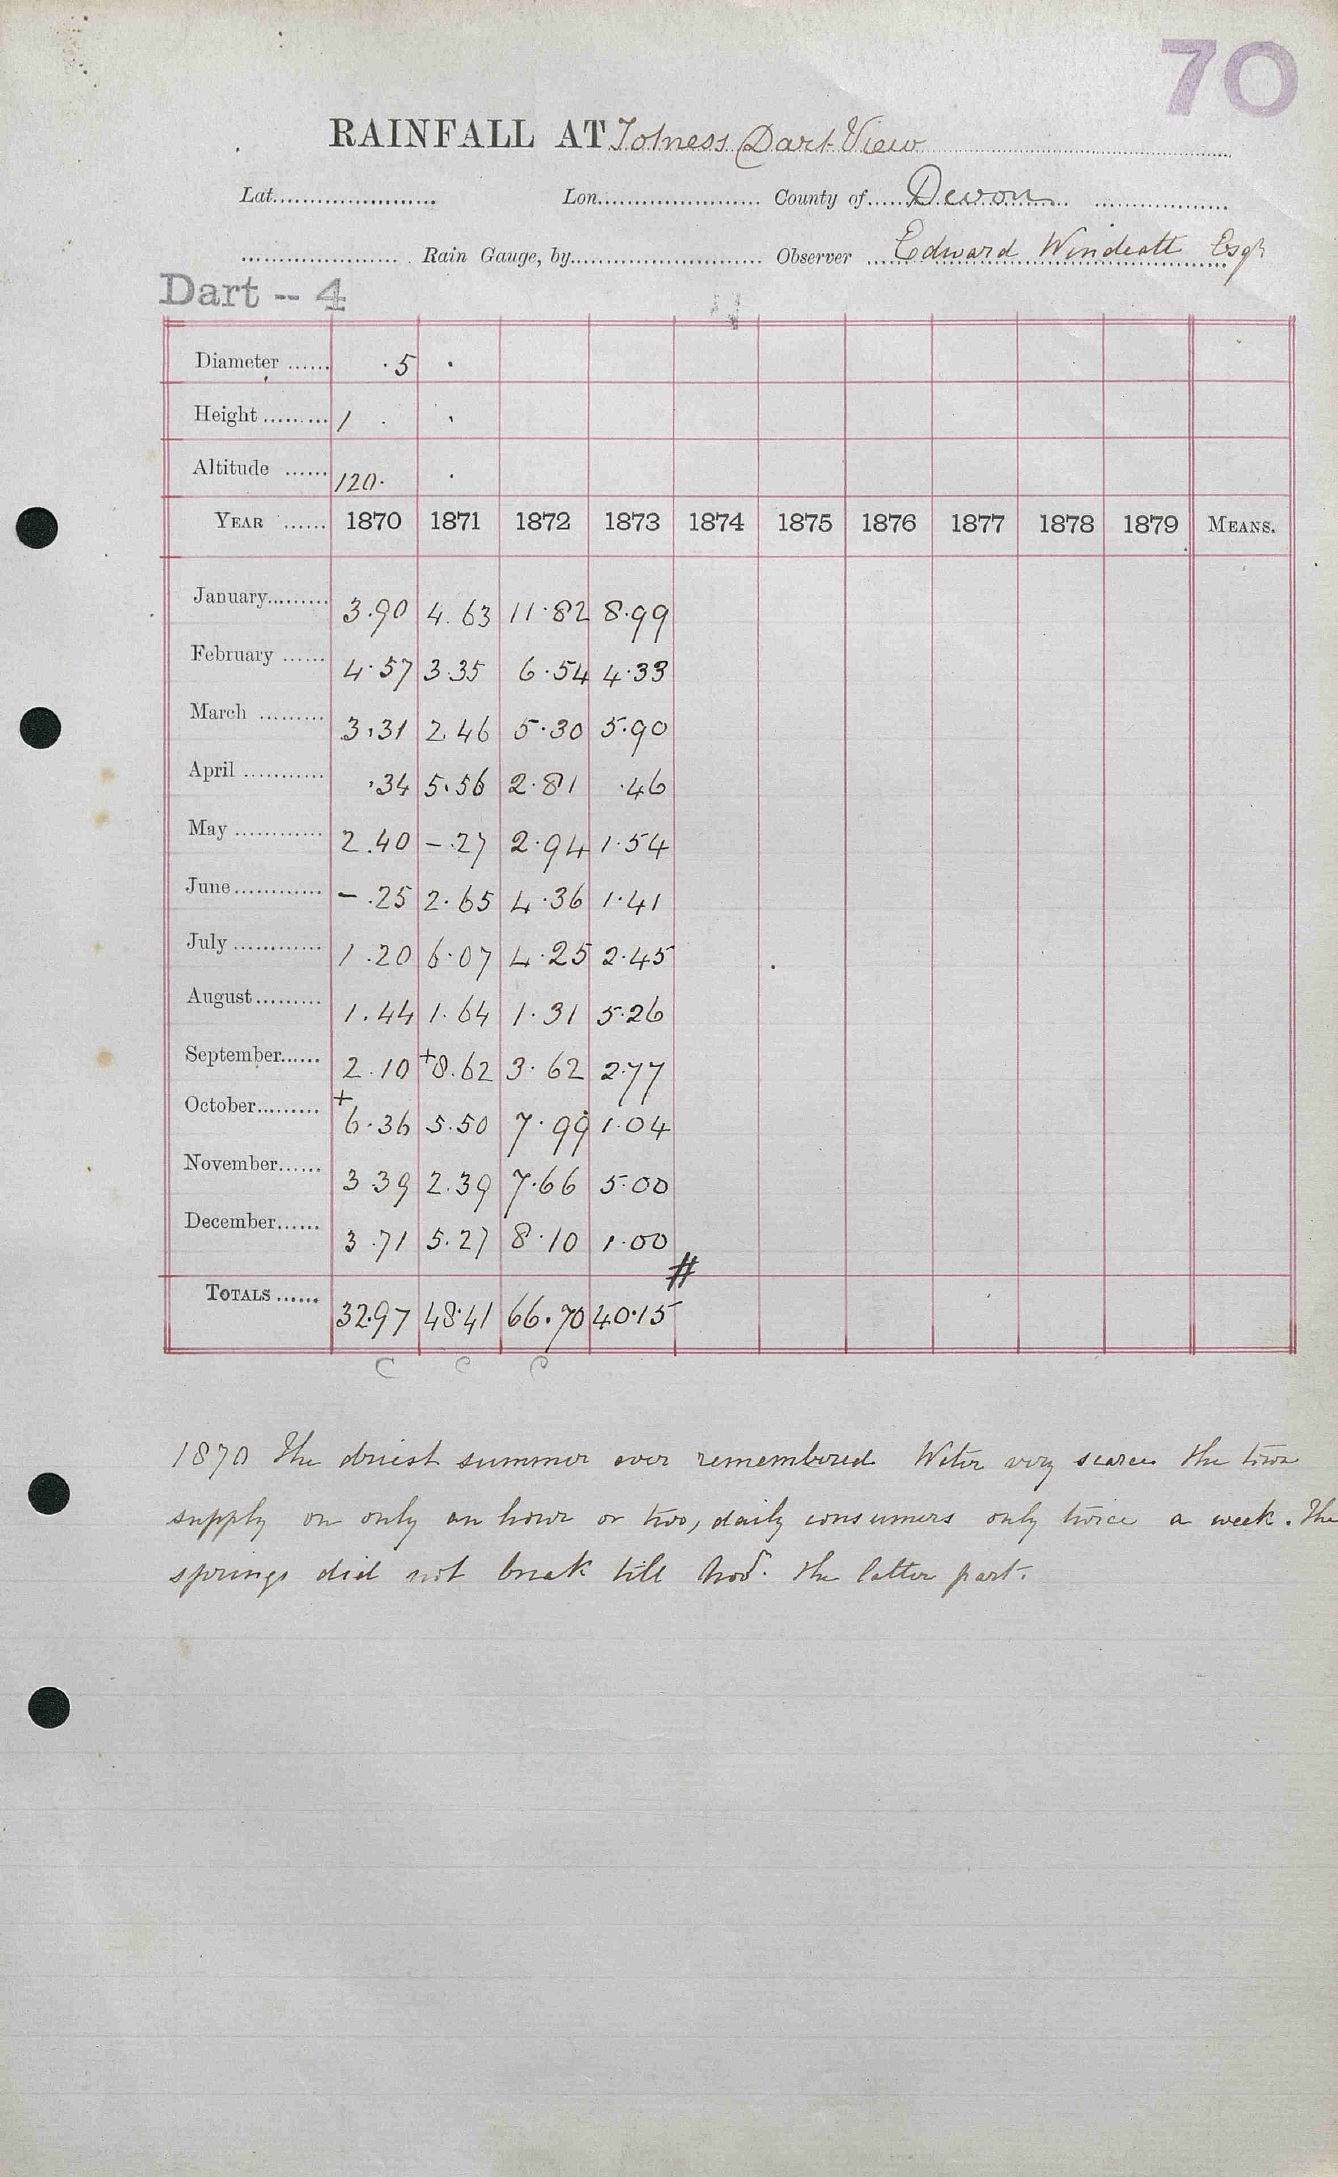 70
RAINFALL AT Totness Dart View
Lat...................... Lon...................... County of...... Devon
..................... Rain Gauge, by.......................... Observer .... Edward Windeatt Esqr
Dart -- 4
Diameter ...... .5 .
Height ......... 1 . .
Altitude ...... 120. .
YEAR ...... 1870 1871 1872 1873 1874 1875 1876 1877 1878 1879 MEANS.
January......... 3.90 4.63 11.82 8.99
February ...... 4.57 3.35 6.54 4.33
March ......... 3.31 2.46 5.30 5.90
April ........... .34 5.56 2.81 .46
May ............ 2.40 -.27 2.94 1.54
June............ -.25 2.65 4.36 1.41
July ............ 1.20 6.07 4.25 2.45
August......... 1.44 1.64 1.31 5.26
September...... 2.10 +8.62 3.62 2.77
October......... +6.36 5.50 7.99 1.04
November...... 3.39 2.39 7.66 5.00
December...... 3.71 5.27 8.10 1.00
#
TOTALS ...... 32.97 48.41 66.70 40.15
C C C
1870 The driest summer ever remembered Water very scarce the town
supply on only an hour or two, daily consumers only twice a week. The
springs did not break till Novr. the latter part.